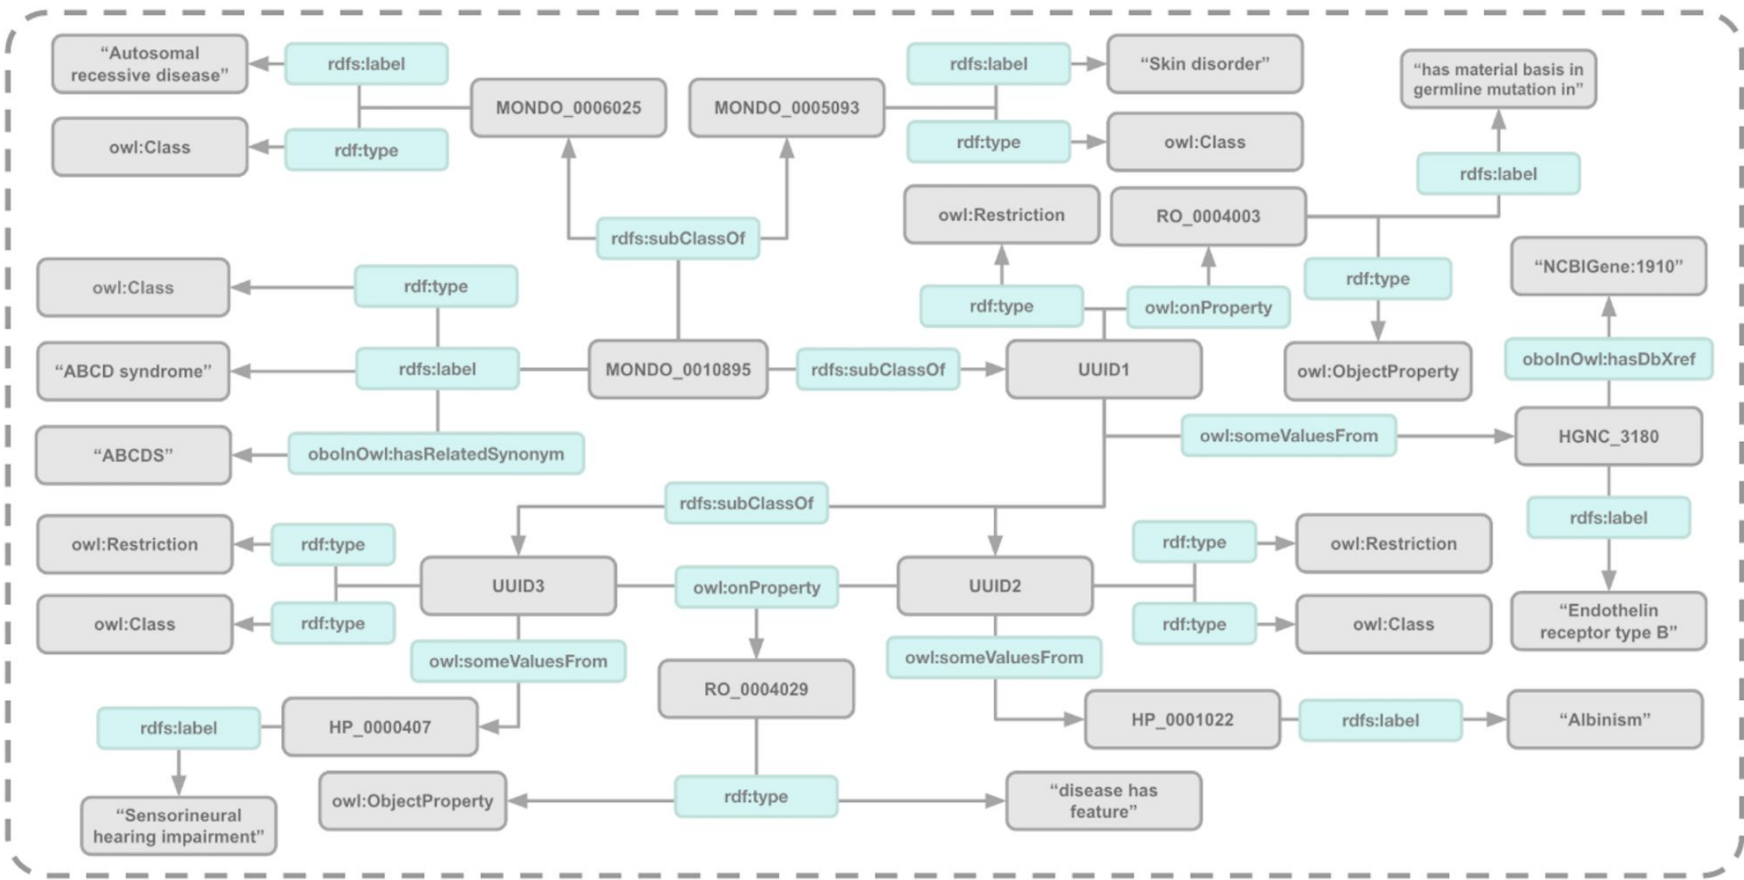 “Autosomal
recessive disease”
rdfs:label
MONDO_0006025
MONDO_0005093
rdfs:label
“Skin disorder”
“has material basis in
germline mutation in”
owl:Class
rdf:type
rdf:type
owl:Class
rdfs:label
rdfs:subClassOf
owl:Restriction
RO_0004003
“NCBIGene:1910”
owl:Class
rdf:type
rdf:type
owl:onProperty
rdf:type
“ABCD syndrome”
rdfs:label
MONDO_0010895
rdfs:subClassOf
UUID1
owl:ObjectProperty
oboInOwl:hasDbXref
“ABCDS”
oboInOwl:hasRelatedSynonym
owl:someValuesFrom
HGNC_3180
rdfs:subClassOf
rdfs:label
owl:Restriction
rdf:type
UUID3
owl:onProperty
UUID2
rdf:type
owl:Restriction
owl:Class
rdf:type
rdf:type
owl:Class
“Endothelin
receptor type B”
owl:someValuesFrom
RO_0004029
owl:someValuesFrom
rdfs:label
HP_0000407
HP_0001022
rdfs:label
“Albinism”
“Sensorineural
hearing impairment”
owl:ObjectProperty
rdf:type
“disease has
feature”